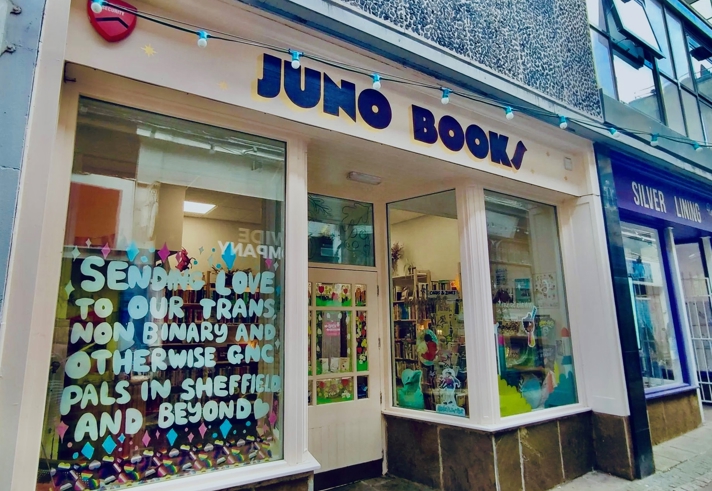 JUNO BOOKS
SILVER LINING
SENDING LOVE
TO OUR TRANS,
NON BINARY AND
OTHERWISE GNC
PALS IN SHEFFIELD
AND BEYOND